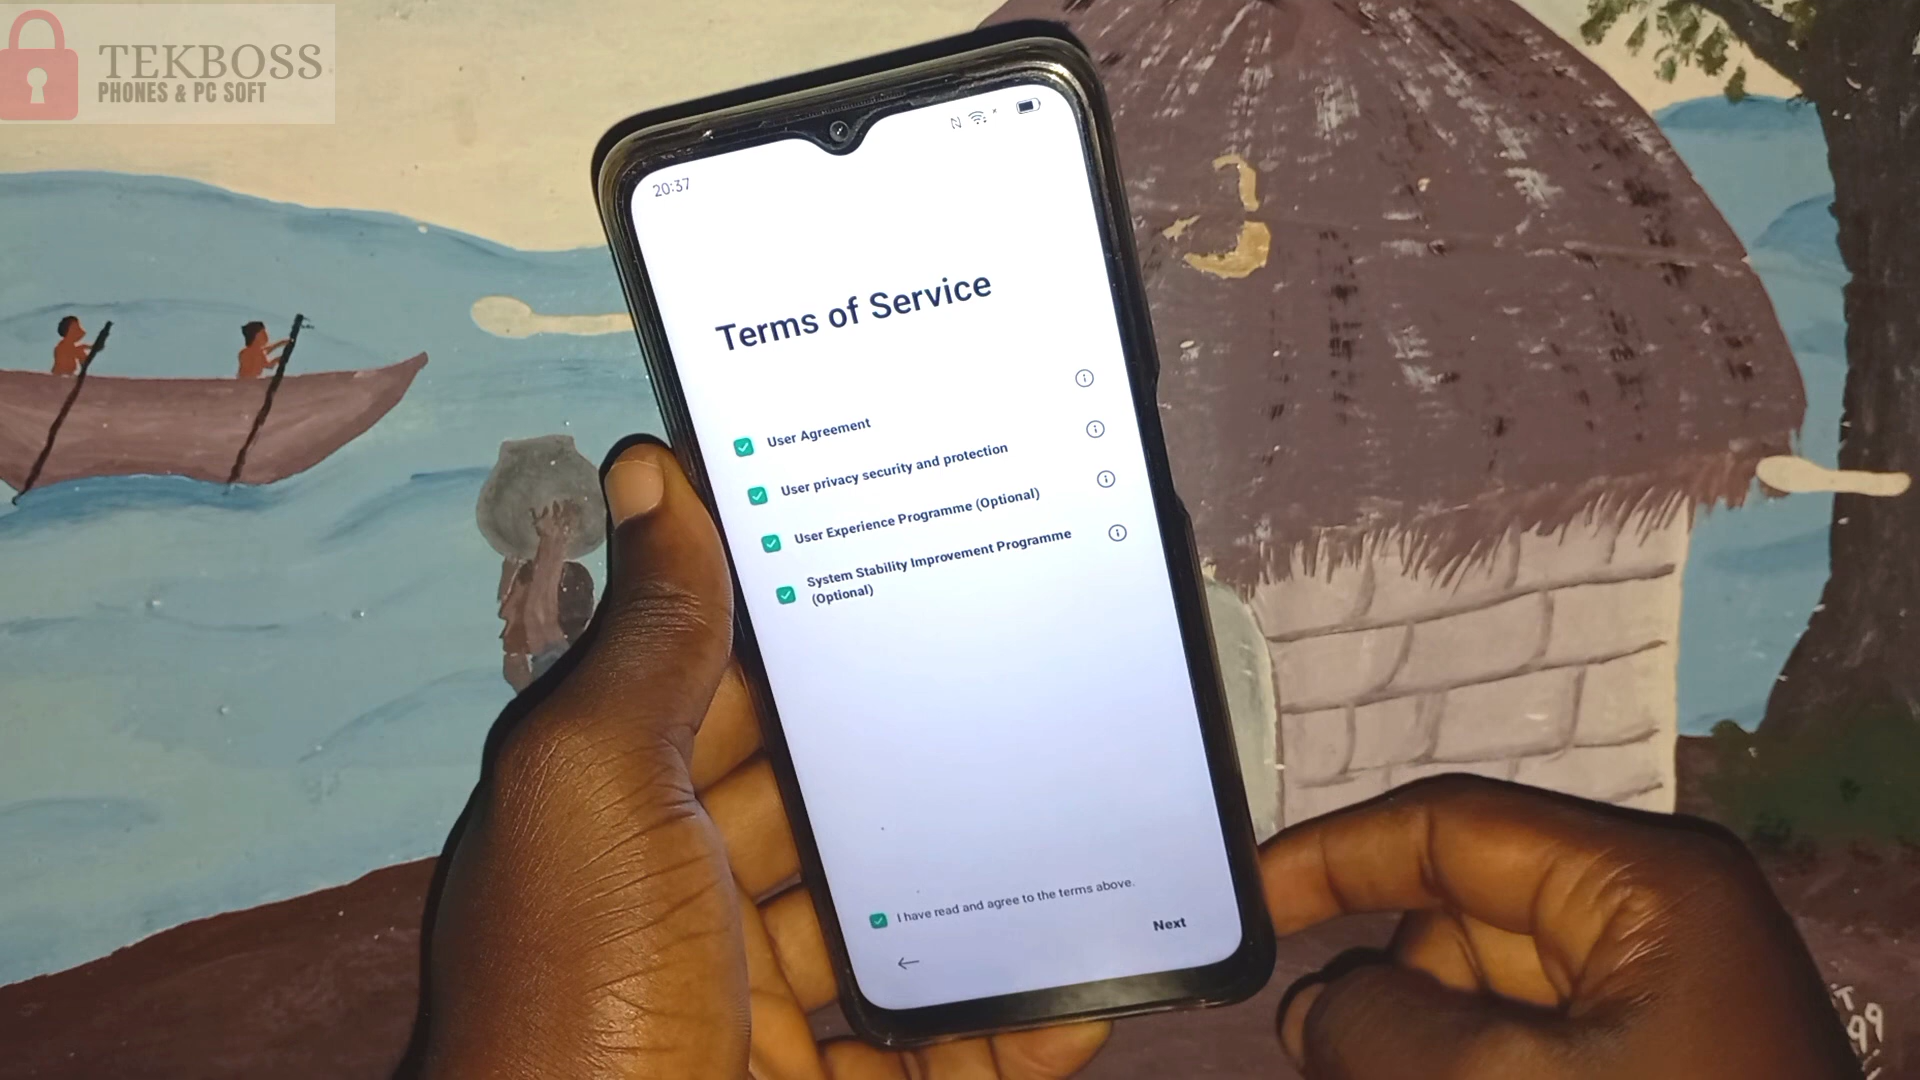 TEKBOSS
PHONES & PC SOFT
20:37
Terms of Service
User Agreement
User privacy security and protection
User Experience Programme (Optional)
System Stability Improvement Programme
(Optional)
I have read and agree to the terms above.
Next
99